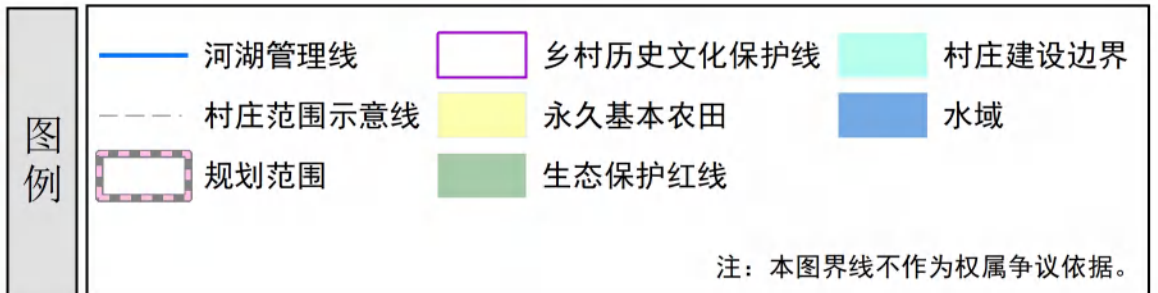 图例
河湖管理线 乡村历史文化保护线 村庄建设边界
村庄范围示意线 永久基本农田 水域
规划范围 生态保护红线
注：本图界线不作为权属争议依据。